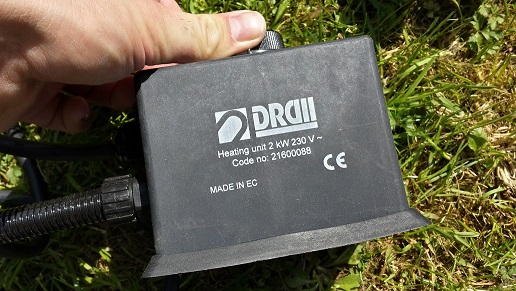 DRall
Heating unit 2 kW 230 V ~
Code no: 21600088
CE
MADE IN EC